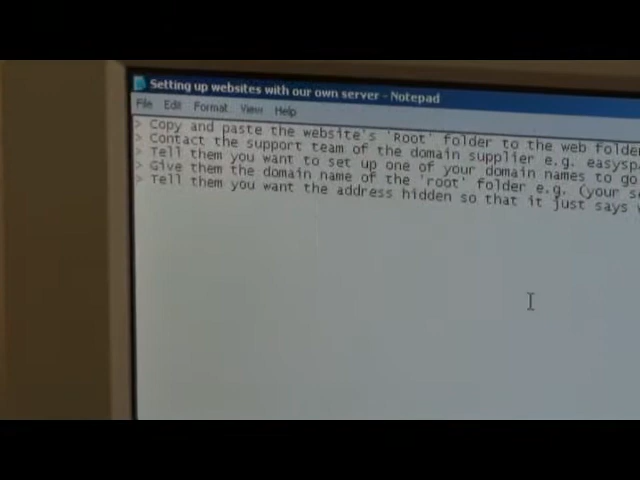 Setting up websites with our own server - Notepad
File Edit Format View Help
> Copy and paste the website's 'Root' folder to the web folder
> Contact the support team of the domain supplier e.g. easyspa
> Tell them you want to set up one of your domain names to go
> Give them the domain name of the 'root' folder e.g. (your se
> Tell them you want the address hidden so that it just says